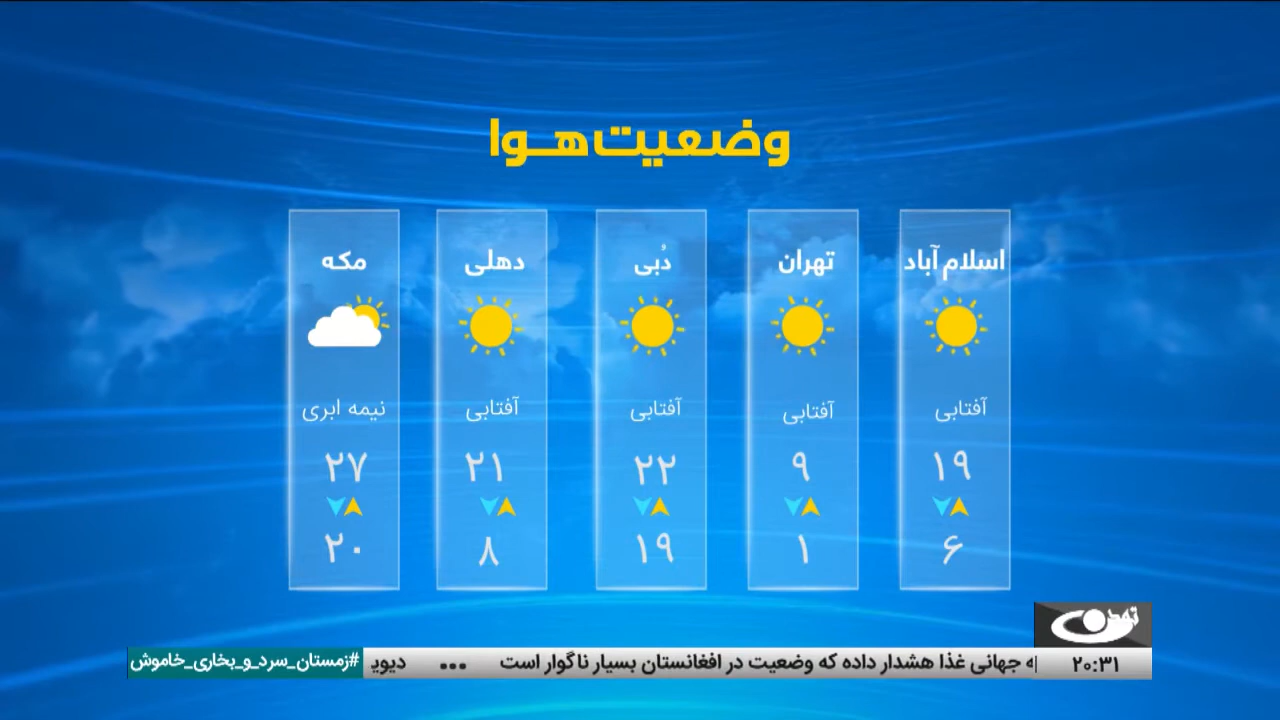 وضعیت هوا
اسلام آباد
آفتابی
۱۹
۶
تهران
آفتابی
۹
۱
دُبی
آفتابی
۲۲
۱۹
دهلی
آفتابی
۲۱
۸
مکه
نیمه ابری
۲۷
۲۰
تمدن
۲۰:۳۱
ه جهانی غذا هشدار داده که وضعیت در افغانستان بسیار ناگوار است ... دیوید
#زمستان_سرد_و_بخاری_خاموش